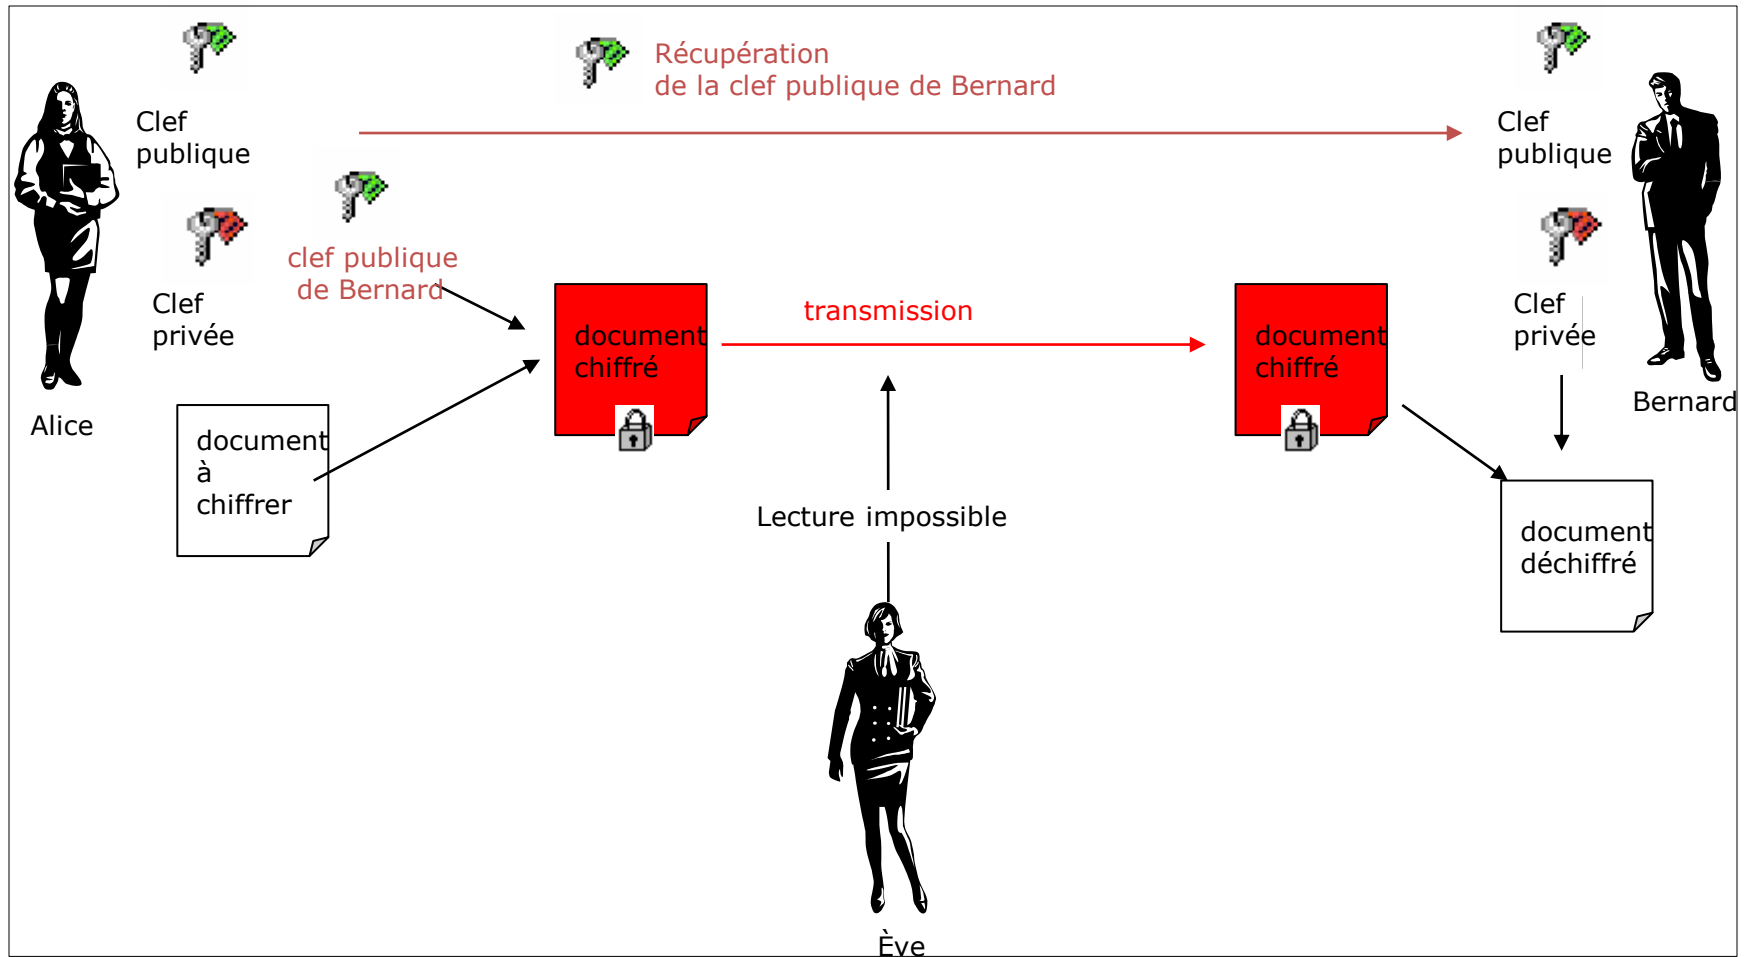 Récupération
de la clef publique de Bernard
Clef
publique
Clef
publique
clef publique
de Bernard
Clef
privée
transmission
Clef
privée
document
chiffré
document
chiffré
Alice
Bernard
document
à
chiffrer
Lecture impossible
document
déchiffré
Ève